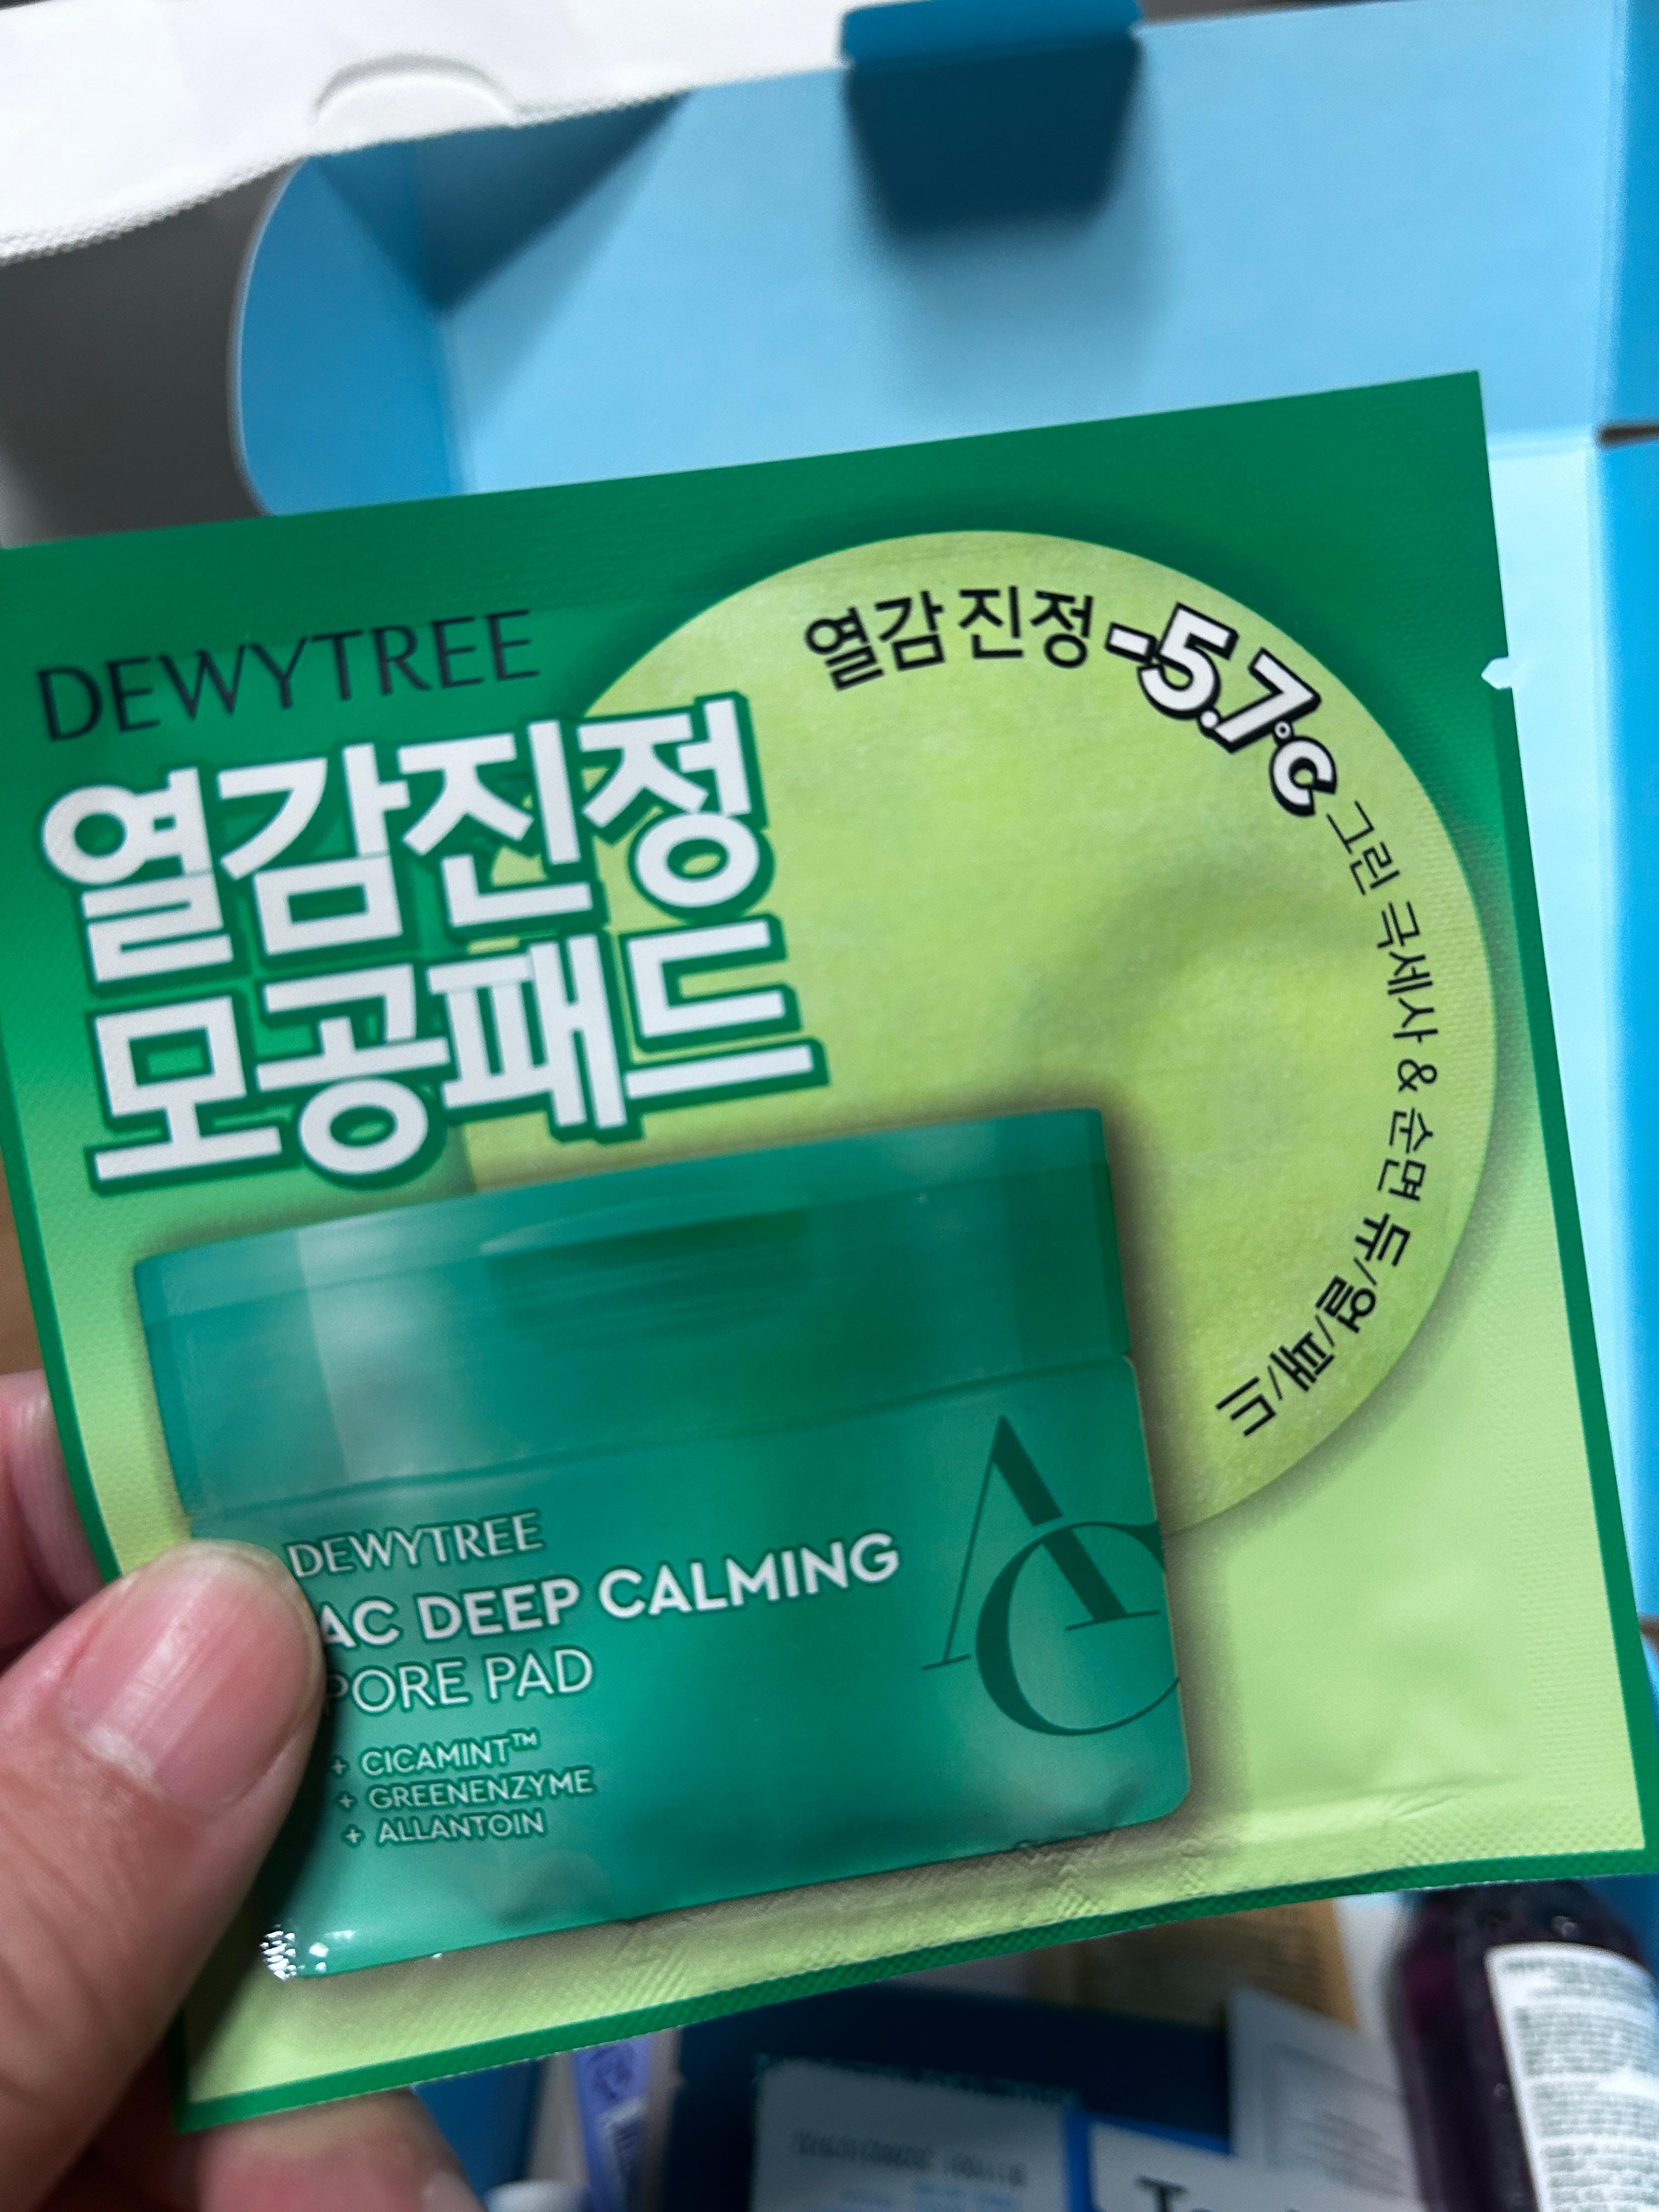 DEWYTREE
열감진정
모공패드
열감 진정 -5.7℃ 그린 극세사 & 순면 듀/얼/패/드
DEWYTREE
AC DEEP CALMING
PORE PAD
+ CICAMINT™
+ GREENENZYME
+ ALLANTOIN
AC